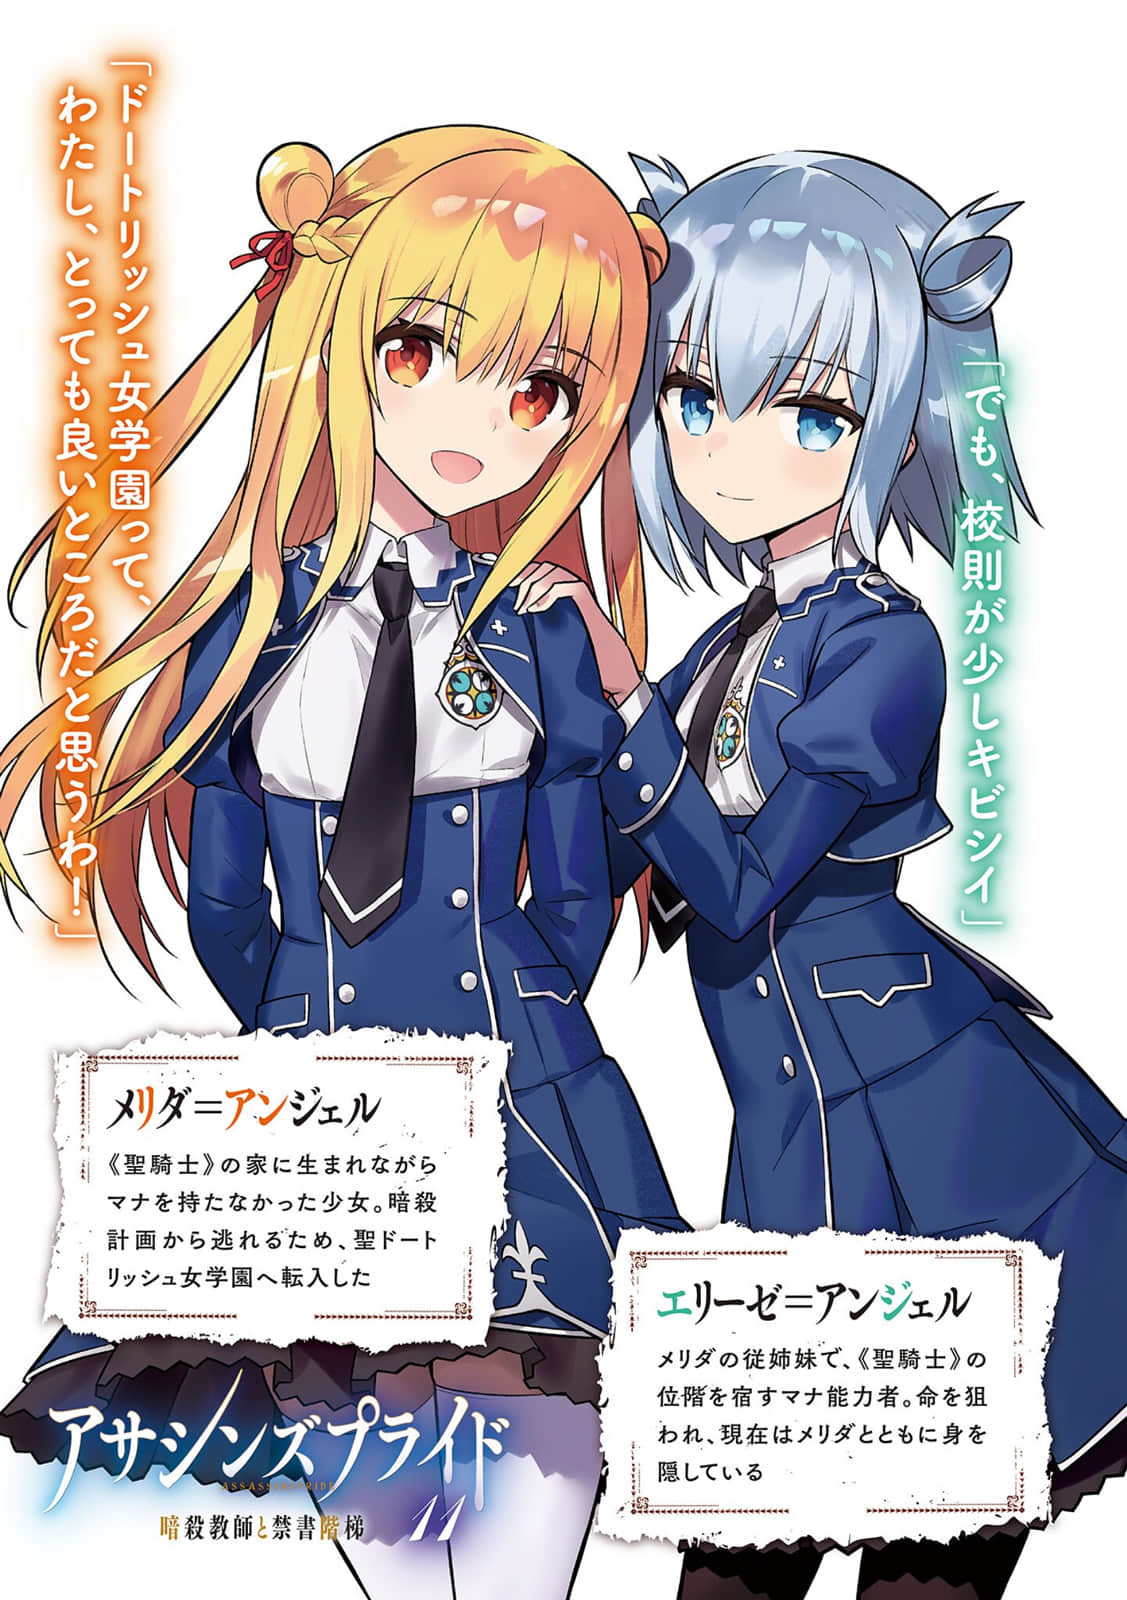 「ドートリッシュ女学園って、
わたし、とっても良いところだと思うわ！」
「でも、校則が少しキビシイ」
メリダ＝アンジェル
《聖騎士》の家に生まれながら
マナを持たなかった少女。暗殺
計画から逃れるため、聖ドート
リッシュ女学園へ転入した
エリーゼ＝アンジェル
メリダの従姉妹で、《聖騎士》の
位階を宿すマナ能力者。命を狙
われ、現在はメリダとともに身を
隠している
アサシンズプライド
ASSASSINSPRIDE
11
暗殺教師と禁書階梯